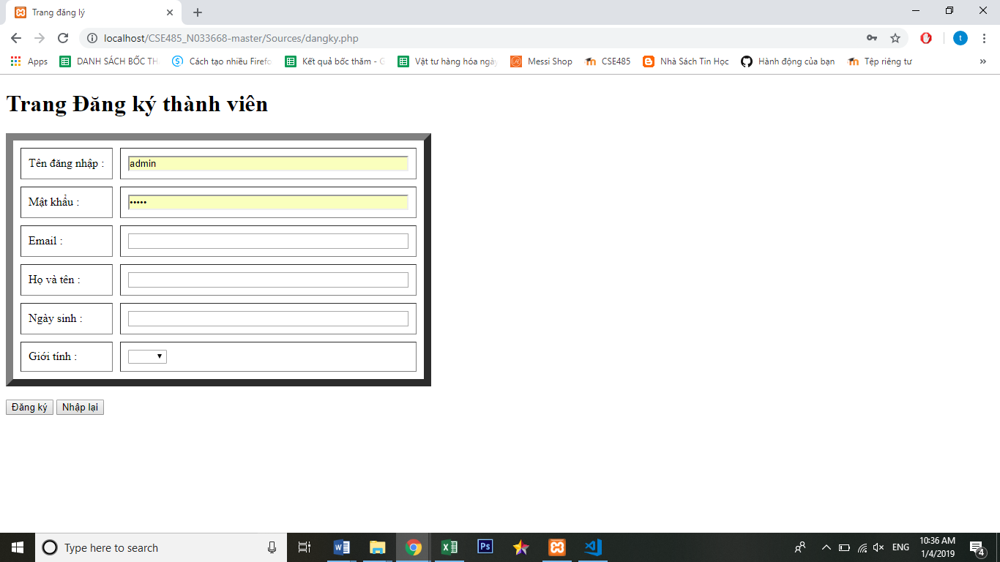 Trang đăng lý
localhost/CSE485_N033668-master/Sources/dangky.php
t
Apps DANH SÁCH BỐC TH Cách tạo nhiều Firefo Kết quả bốc thăm - G Vật tư hàng hóa ngày Messi Shop CSE485 Nhà Sách Tin Học Hành động của bạn Tệp riêng tư »
Trang Đăng ký thành viên
Tên đăng nhập : admin
Mật khẩu : •••••
Email :
Họ và tên :
Ngày sinh :
Giới tính :
Đăng ký Nhập lại
Type here to search
Ps
ENG
10:36 AM
1/4/2019
4